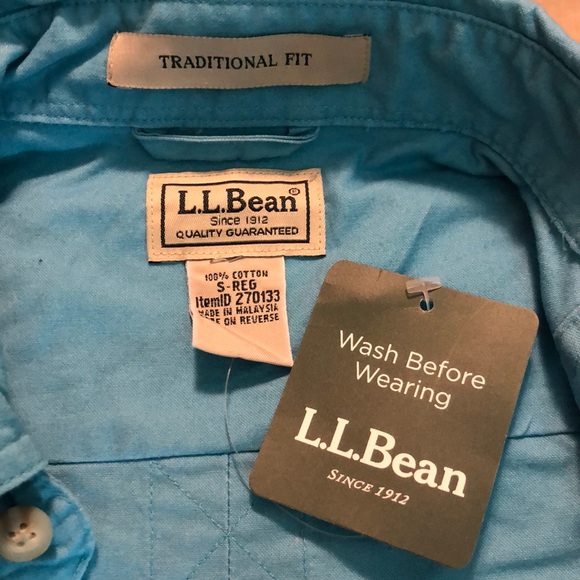 TRADITIONAL FIT
L.L.Bean®
Since 1912
QUALITY GUARANTEED
100% COTTON
S-REG
ItemID 270133
MADE IN MALAYSIA
ON REVERSE
Wash Before
Wearing
L.L.Bean
SINCE 1912